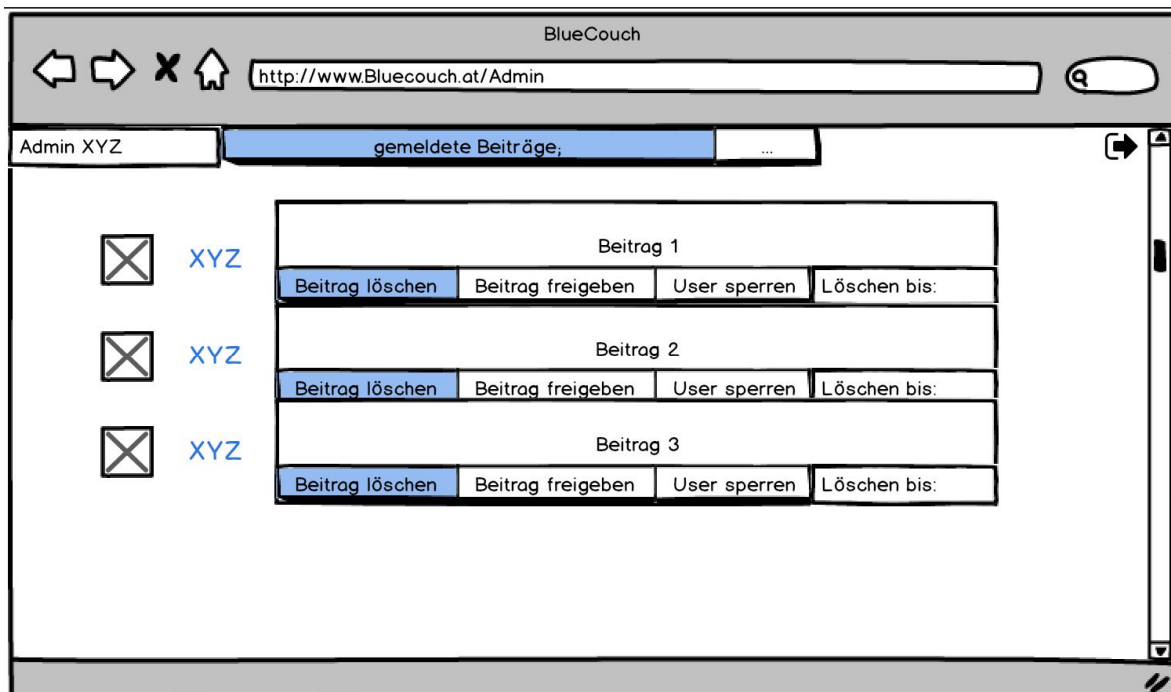 BlueCouch
http://www.Bluecouch.at/Admin
Admin XYZ gemeldete Beiträge; ...
XYZ
Beitrag 1
Beitrag löschen Beitrag freigeben User sperren Löschen bis:
XYZ
Beitrag 2
Beitrag löschen Beitrag freigeben User sperren Löschen bis:
XYZ
Beitrag 3
Beitrag löschen Beitrag freigeben User sperren Löschen bis: